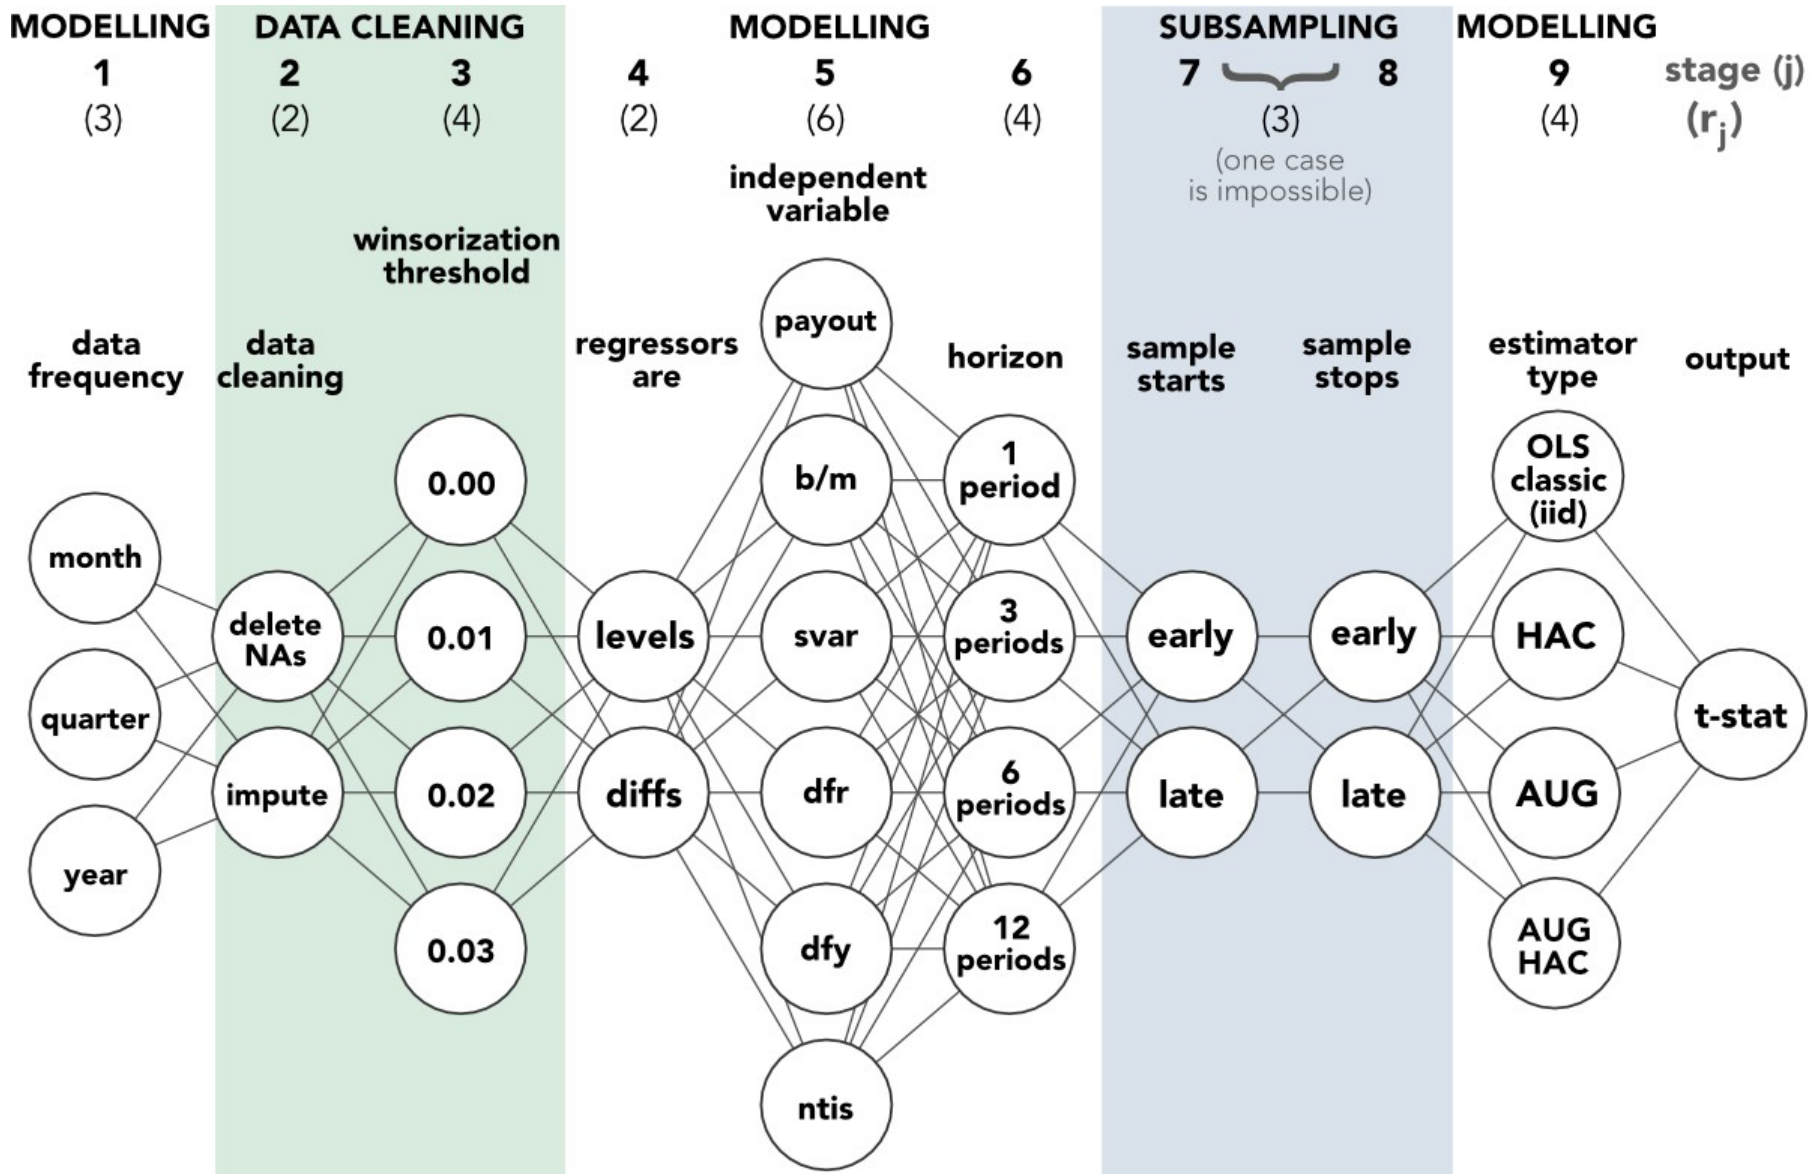 MODELLING DATA CLEANING MODELLING SUBSAMPLING MODELLING
1 2 3 4 5 6 7 8 9 stage (j)
(3) (2) (4) (2) (6) (4) (3) (4) (rj)
(one case
is impossible)
data
frequency
month
quarter
year
data
cleaning
delete
NAs
impute
winsorization
threshold
0.00
0.01
0.02
0.03
regressors
are
levels
diffs
independent
variable
payout
b/m
svar
dfr
dfy
ntis
horizon
1
period
3
periods
6
periods
12
periods
sample
starts
early
late
sample
stops
early
late
estimator
type
OLS
classic
(iid)
HAC
AUG
AUG
HAC
output
t-stat